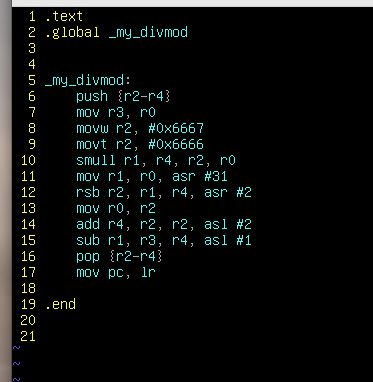 1 .text
2 .global _my_divmod
3
4
5 _my_divmod:
6 push {r2-r4}
7 mov r3, r0
8 movw r2, #0x6667
9 movt r2, #0x6666
10 smull r1, r4, r2, r0
11 mov r1, r0, asr #31
12 rsb r2, r1, r4, asr #2
13 mov r0, r2
14 add r4, r2, r2, asl #2
15 sub r1, r3, r4, asl #1
16 pop {r2-r4}
17 mov pc, lr
18
19 .end
20
21
~
~
~